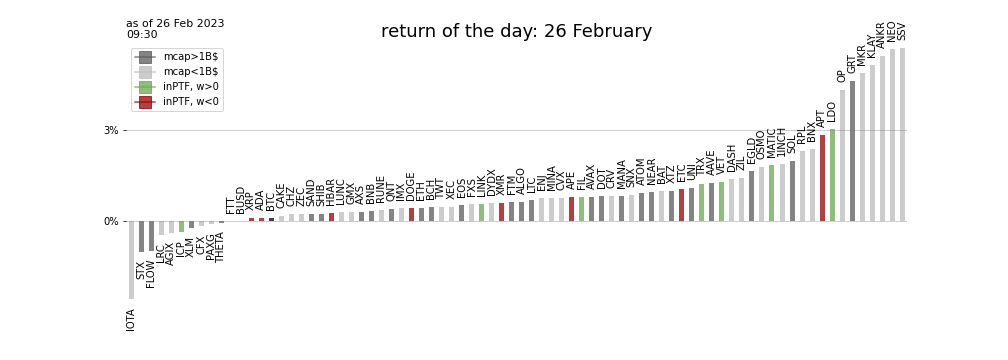 as of 26 Feb 2023
09:30
return of the day: 26 February
mcap>1B$
mcap<1B$
inPTF, w>0
inPTF, w<0
3%
0%
IOTA
STX
FLOW
LRC
AGIX
ICP
XLM
CFX
PAXG
THETA
FTT
BUSD
XRP
ADA
BTC
CAKE
CHZ
ZEC
SAND
SHIB
HBAR
LUNC
GMX
AXS
BNB
RUNE
QNT
IMX
DOGE
ETH
BCH
TWT
XEC
EOS
FXS
LINK
DYDX
XMR
FTM
ALGO
LTC
ENJ
MINA
CVX
APE
FIL
AVAX
DOT
CRV
MANA
SNX
ATOM
NEAR
BAT
XTZ
ETC
UNI
TRX
AAVE
VET
DASH
ZIL
EGLD
OSMO
MATIC
1INCH
SOL
RPL
BNX
APT
LDO
OP
GRT
MKR
KLAY
ANKR
NEO
SSV